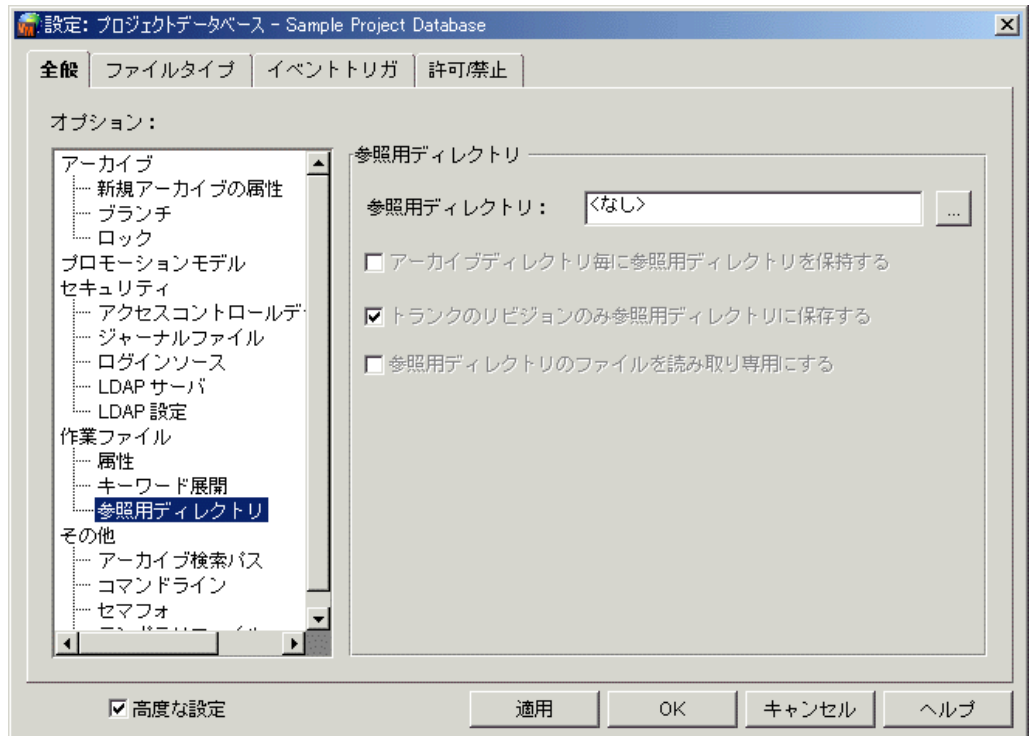 設定: プロジェクトデータベース - Sample Project Database
全般 ファイルタイプ イベントトリガ 許可/禁止
オプション：
アーカイブ
新規アーカイブの属性
ブランチ
ロック
プロモーションモデル
セキュリティ
アクセスコントロールデ
ジャーナルファイル
ログインソース
LDAP サーバ
LDAP 設定
作業ファイル
属性
キーワード展開
参照用ディレクトリ
その他
アーカイブ検索パス
コマンドライン
セマフォ
参照用ディレクトリ
参照用ディレクトリ： <なし> ...
アーカイブディレクトリ毎に参照用ディレクトリを保持する
トランクのリビジョンのみ参照用ディレクトリに保存する
参照用ディレクトリのファイルを読み取り専用にする
高度な設定 適用 OK キャンセル ヘルプ